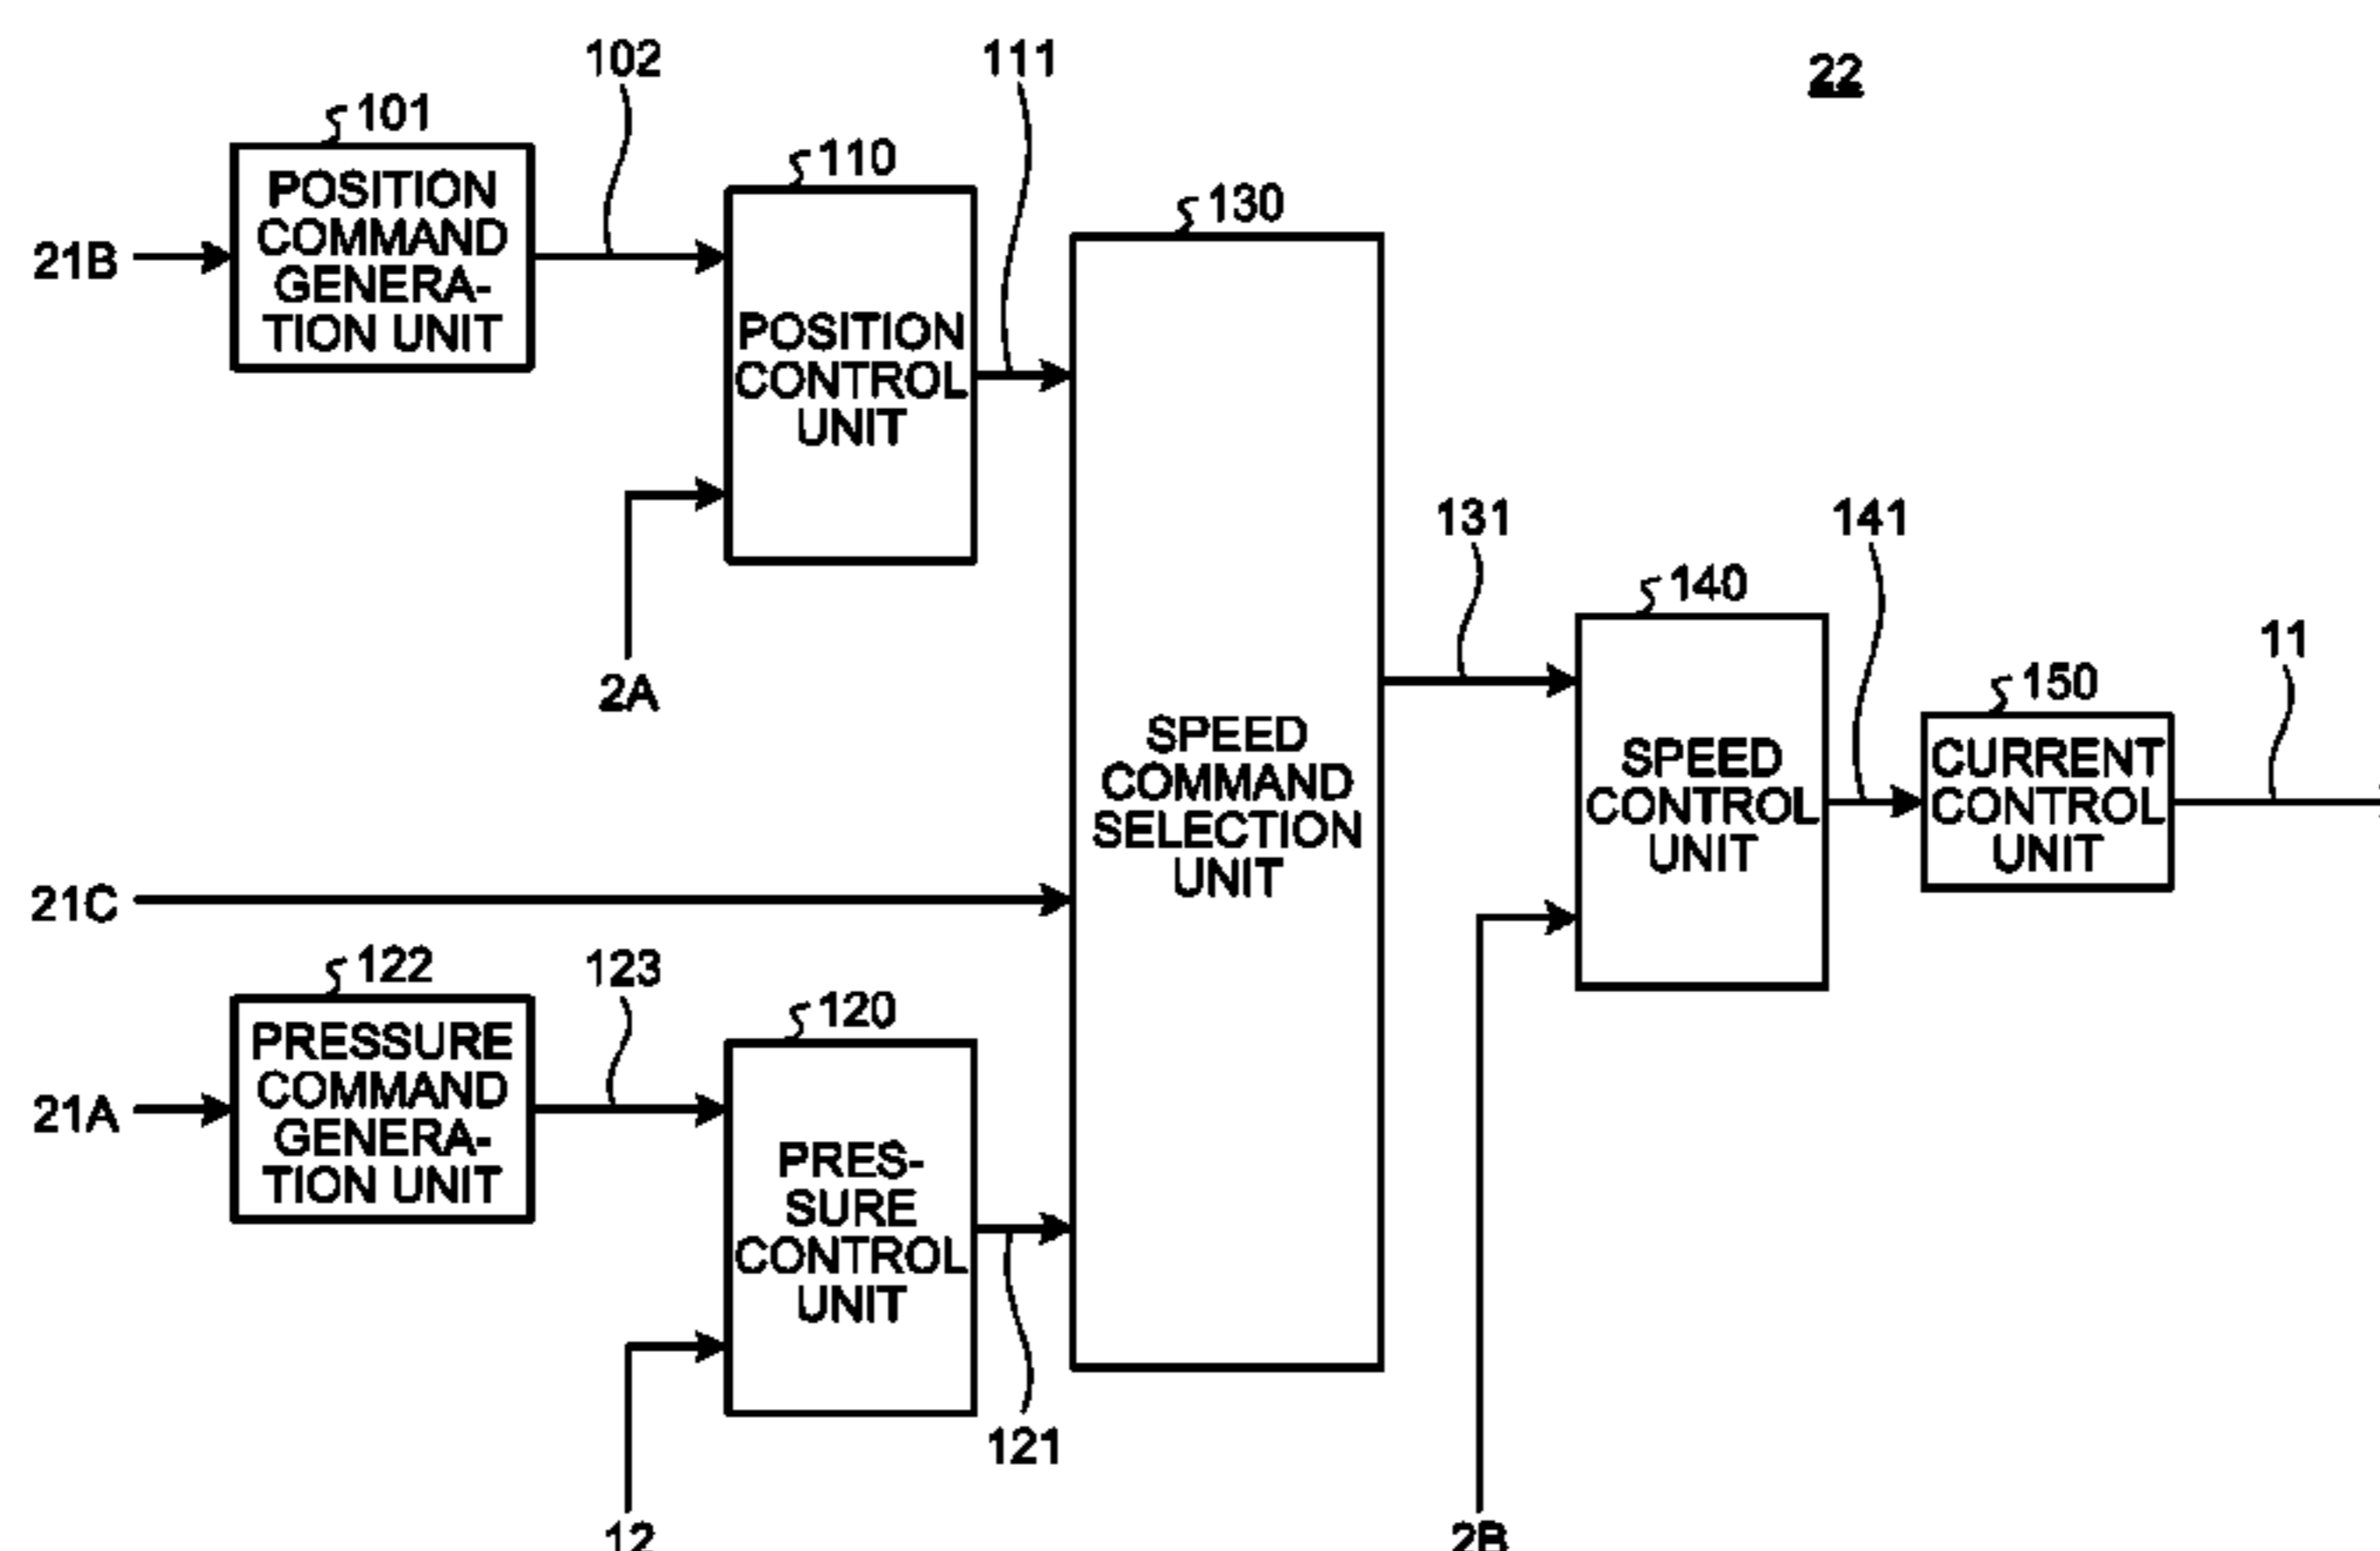 22
102
111
101
POSITION
COMMAND
GENERA-
TION UNIT
21B
110
POSITION
CONTROL
UNIT
2A
130
SPEED
COMMAND
SELECTION
UNIT
131
140
SPEED
CONTROL
UNIT
141
150
CURRENT
CONTROL
UNIT
11
21C
122
PRESSURE
COMMAND
GENERA-
TION UNIT
21A
123
120
PRES-
SURE
CONTROL
UNIT
121
12
2B